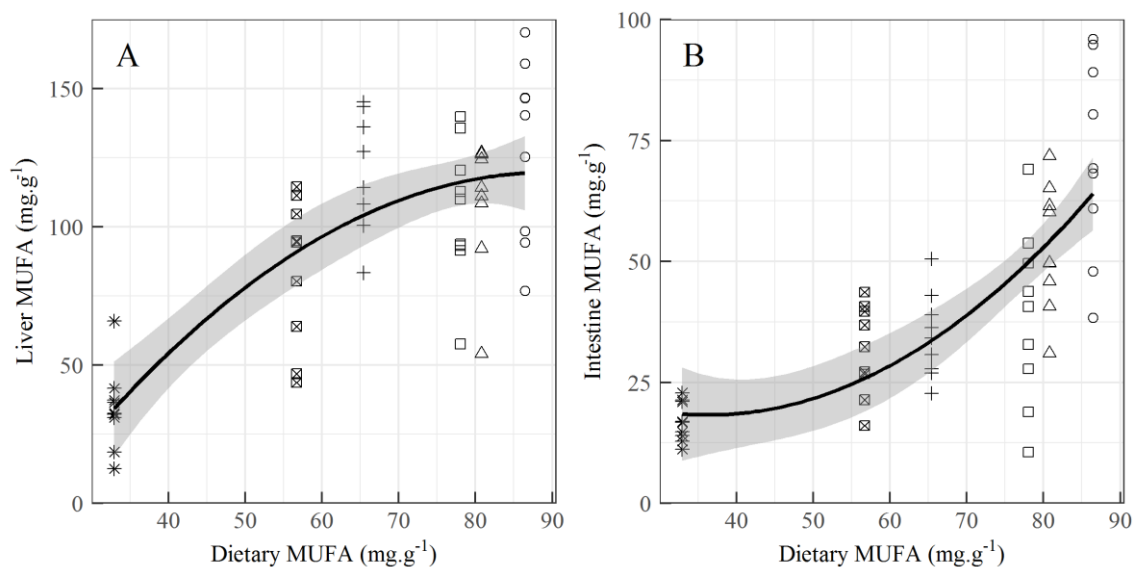 A
Liver MUFA (mg.g⁻¹)
150
100
50
0
40 50 60 70 80 90
Dietary MUFA (mg.g⁻¹)
B
Intestine MUFA (mg.g⁻¹)
100
75
50
25
0
40 50 60 70 80 90
Dietary MUFA (mg.g⁻¹)